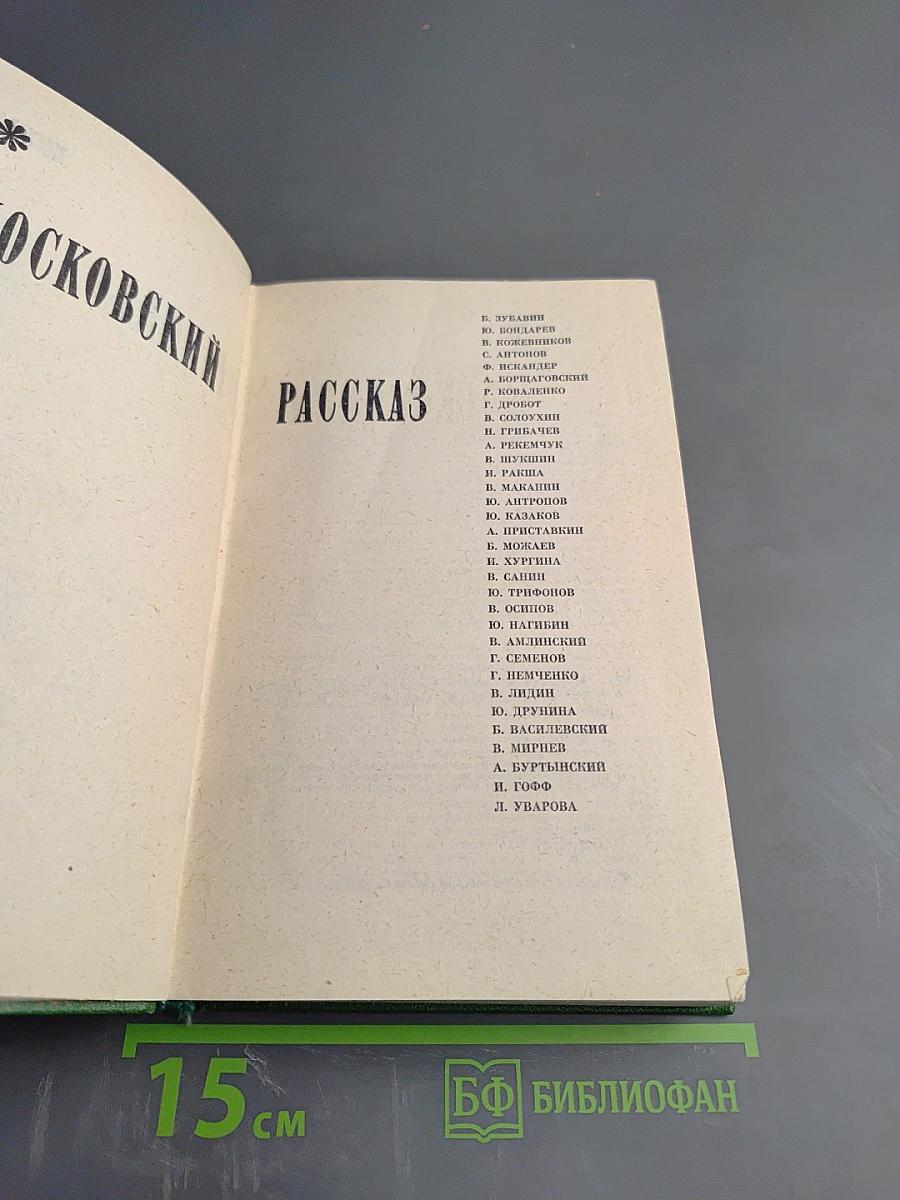 *
МОСКОВСКИЙ
РАССКАЗ
Б. ЗУБАВИН
Ю. БОНДАРЕВ
В. КОЖЕВНИКОВ
С. АНТОНОВ
Ф. ИСКАНДЕР
А. БОРЩАГОВСКИЙ
Р. КОВАЛЕНКО
Г. ДРОБОТ
В. СОЛОУХИН
Н. ГРИБАЧЕВ
А. РЕКЕМЧУК
В. ШУКШИН
И. РАКША
В. МАКАНИН
Ю. АНТРОПОВ
Ю. КАЗАКОВ
А. ПРИСТАВКИН
Б. МОЖАЕВ
И. ХУРГИНА
В. САНИН
Ю. ТРИФОНОВ
В. ОСИПОВ
Ю. НАГИБИН
В. АМЛИНСКИЙ
Г. СЕМЕНОВ
Г. НЕМЧЕНКО
В. ЛИДИН
Ю. ДРУНИНА
Б. ВАСИЛЕВСКИЙ
В. МИРНЕВ
А. БУРТЫНСКИЙ
И. ГОФФ
Л. УВАРОВА
15 см
БФ БИБЛИОФАН